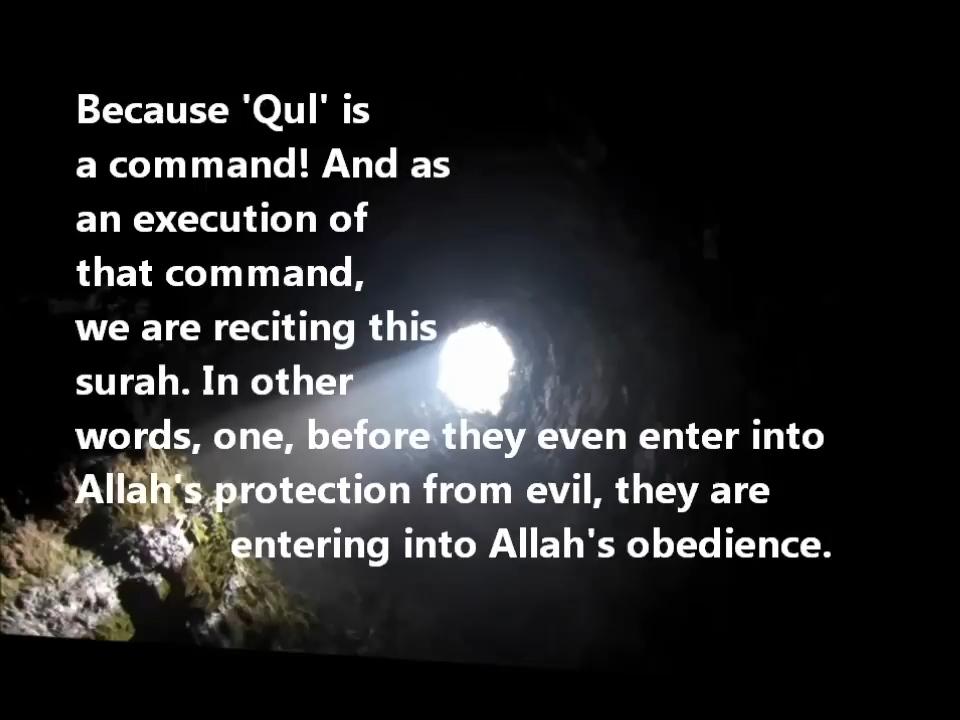 Because 'Qul' is
a command! And as
an execution of
that command,
we are reciting this
surah. In other
words, one, before they even enter into
Allah's protection from evil, they are
entering into Allah's obedience.